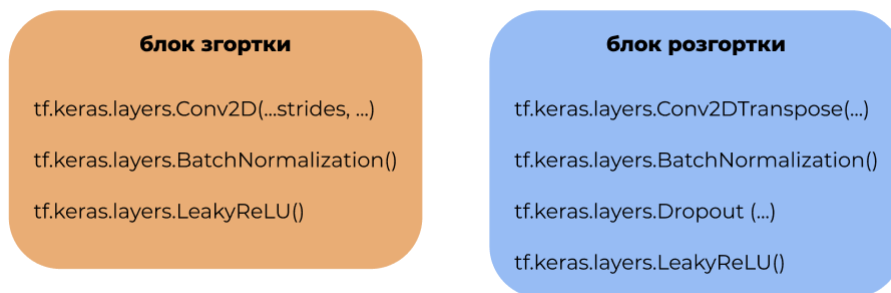 блок згортки
tf.keras.layers.Conv2D(...strides, ...)
tf.keras.layers.BatchNormalization()
tf.keras.layers.LeakyReLU()
блок розгортки
tf.keras.layers.Conv2DTranspose(...)
tf.keras.layers.BatchNormalization()
tf.keras.layers.Dropout (...)
tf.keras.layers.LeakyReLU()